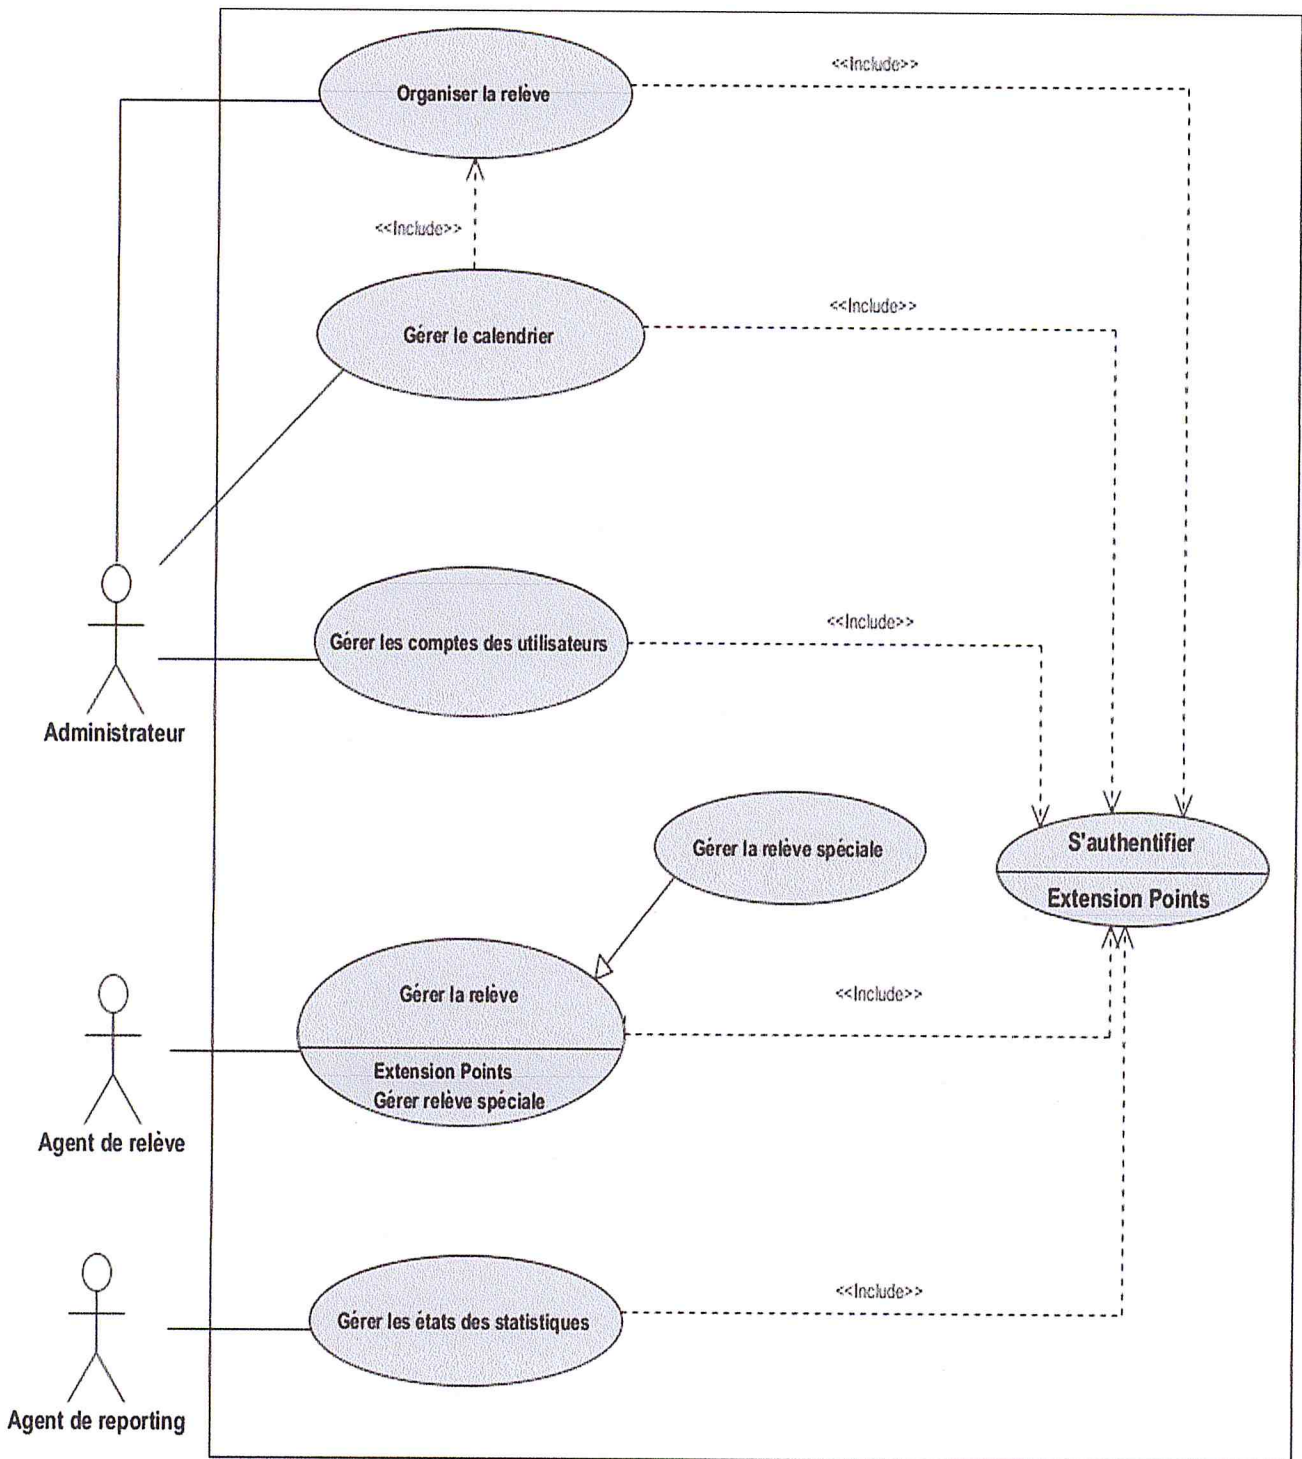 <<Include>>
Organiser la relève
<<Include>>
<<Include>>
Gérer le calendrier
<<Include>>
Gérer les comptes des utilisateurs
Administrateur
Gérer la relève spéciale
S'authentifier
Extension Points
Gérer la relève
<<Include>>
Extension Points
Gérer relève spéciale
Agent de relève
<<Include>>
Gérer les états des statistiques
Agent de reporting